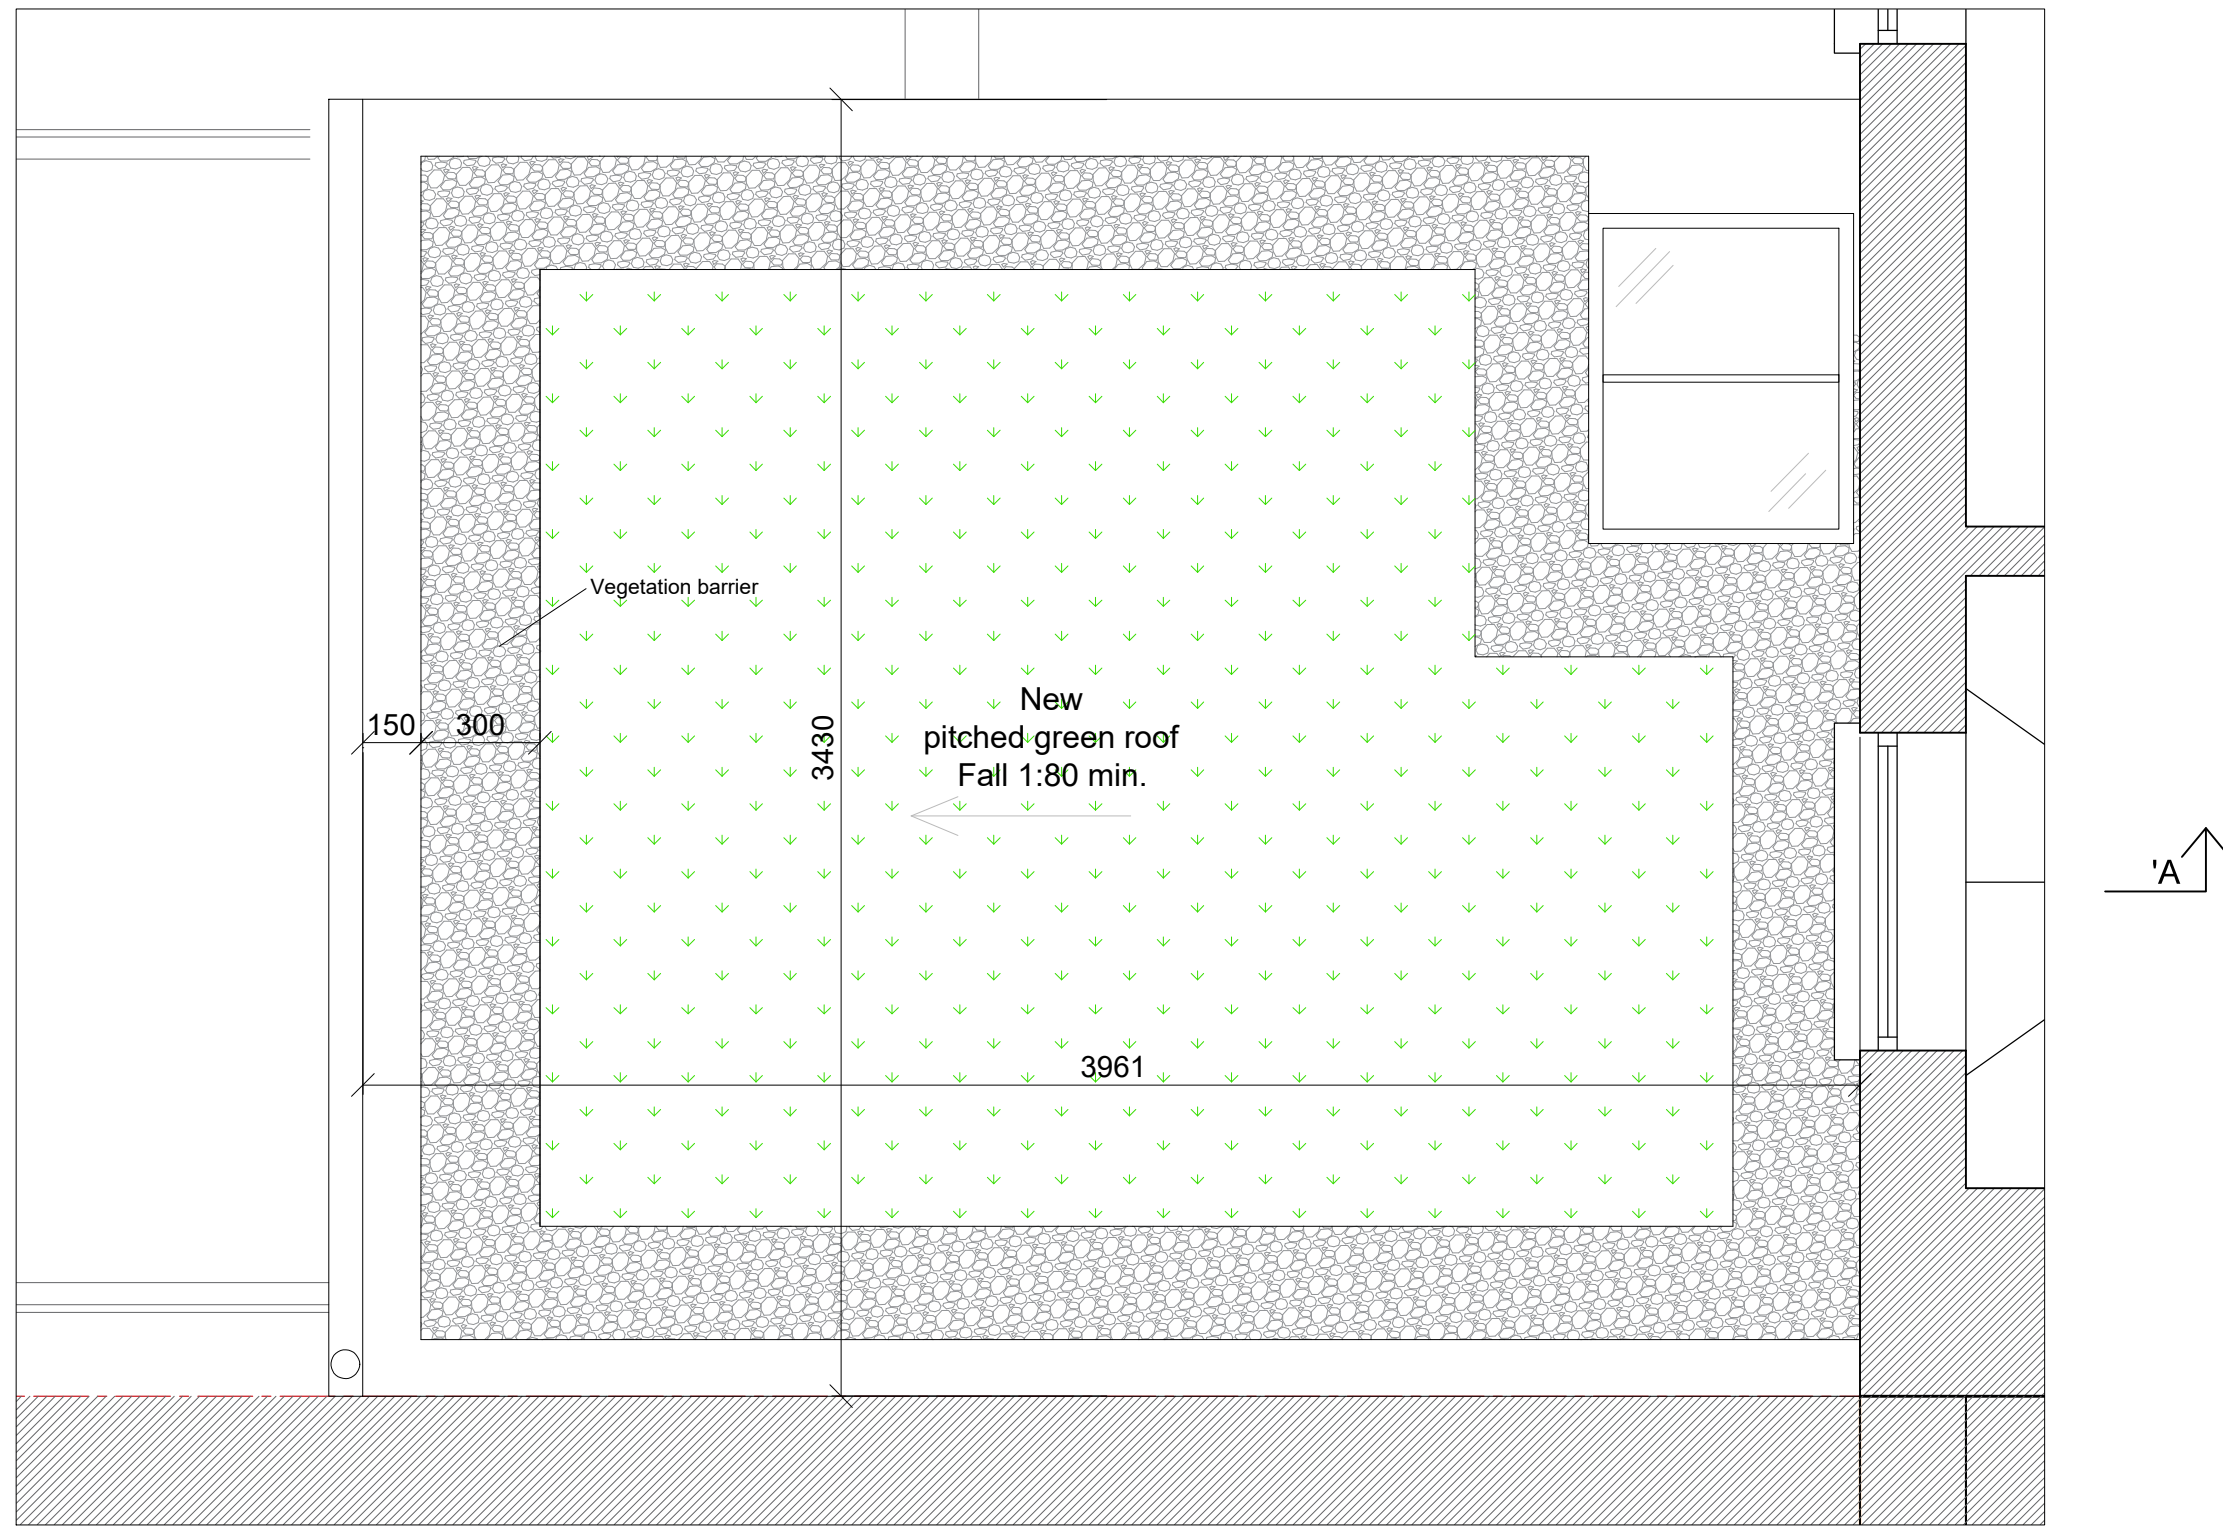 Vegetation barrier
150
300
3430
New
pitched green roof
Fall 1:80 min.
'A
3961